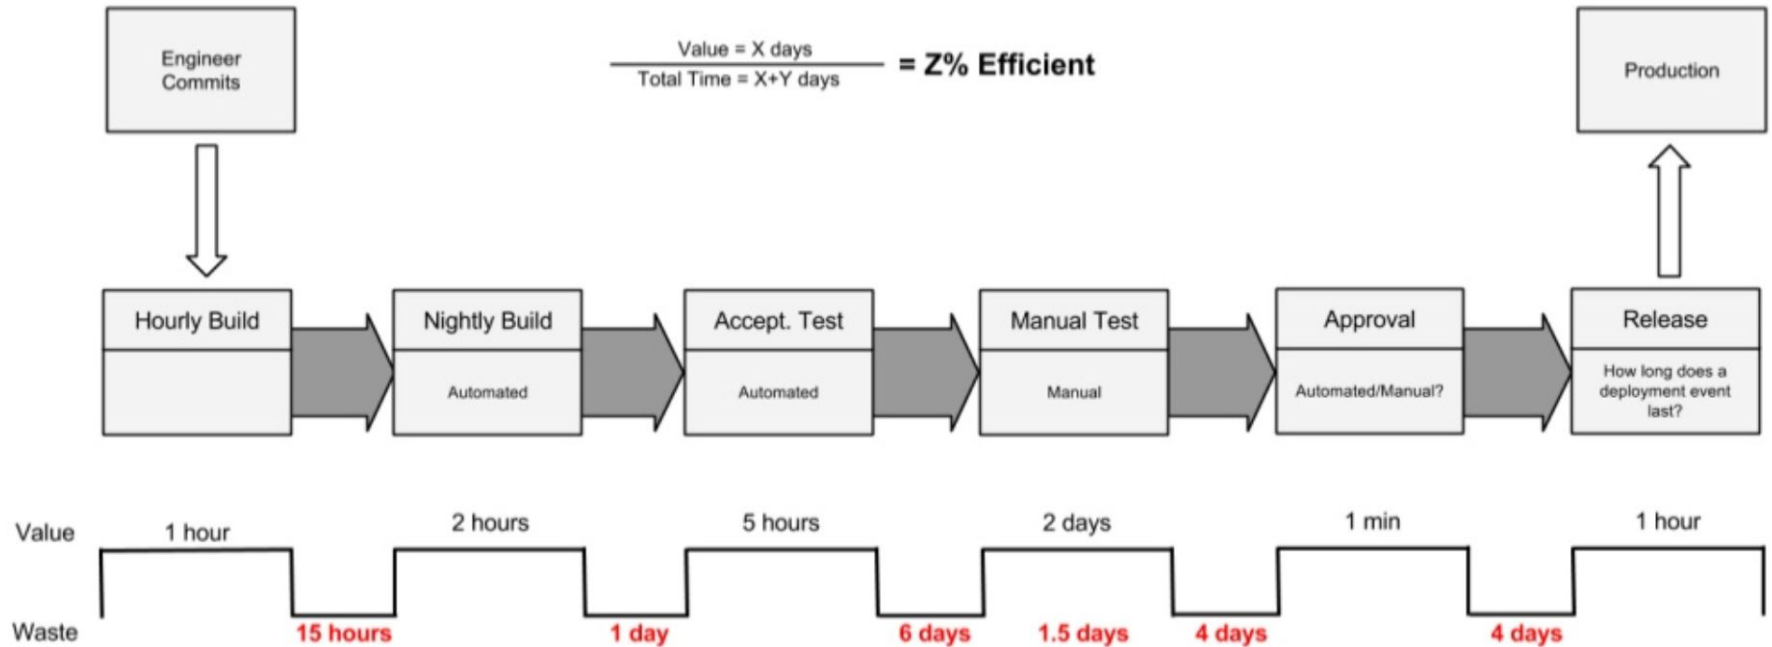 Engineer
Commits
Value = X days
Total Time = X+Y days
= Z% Efficient
Production
Hourly Build
Nightly Build
Automated
Accept. Test
Automated
Manual Test
Manual
Approval
Automated/Manual?
Release
How long does a
deployment event
last?
Value
1 hour
2 hours
5 hours
2 days
1 min
1 hour
Waste
15 hours
1 day
6 days
1.5 days
4 days
4 days